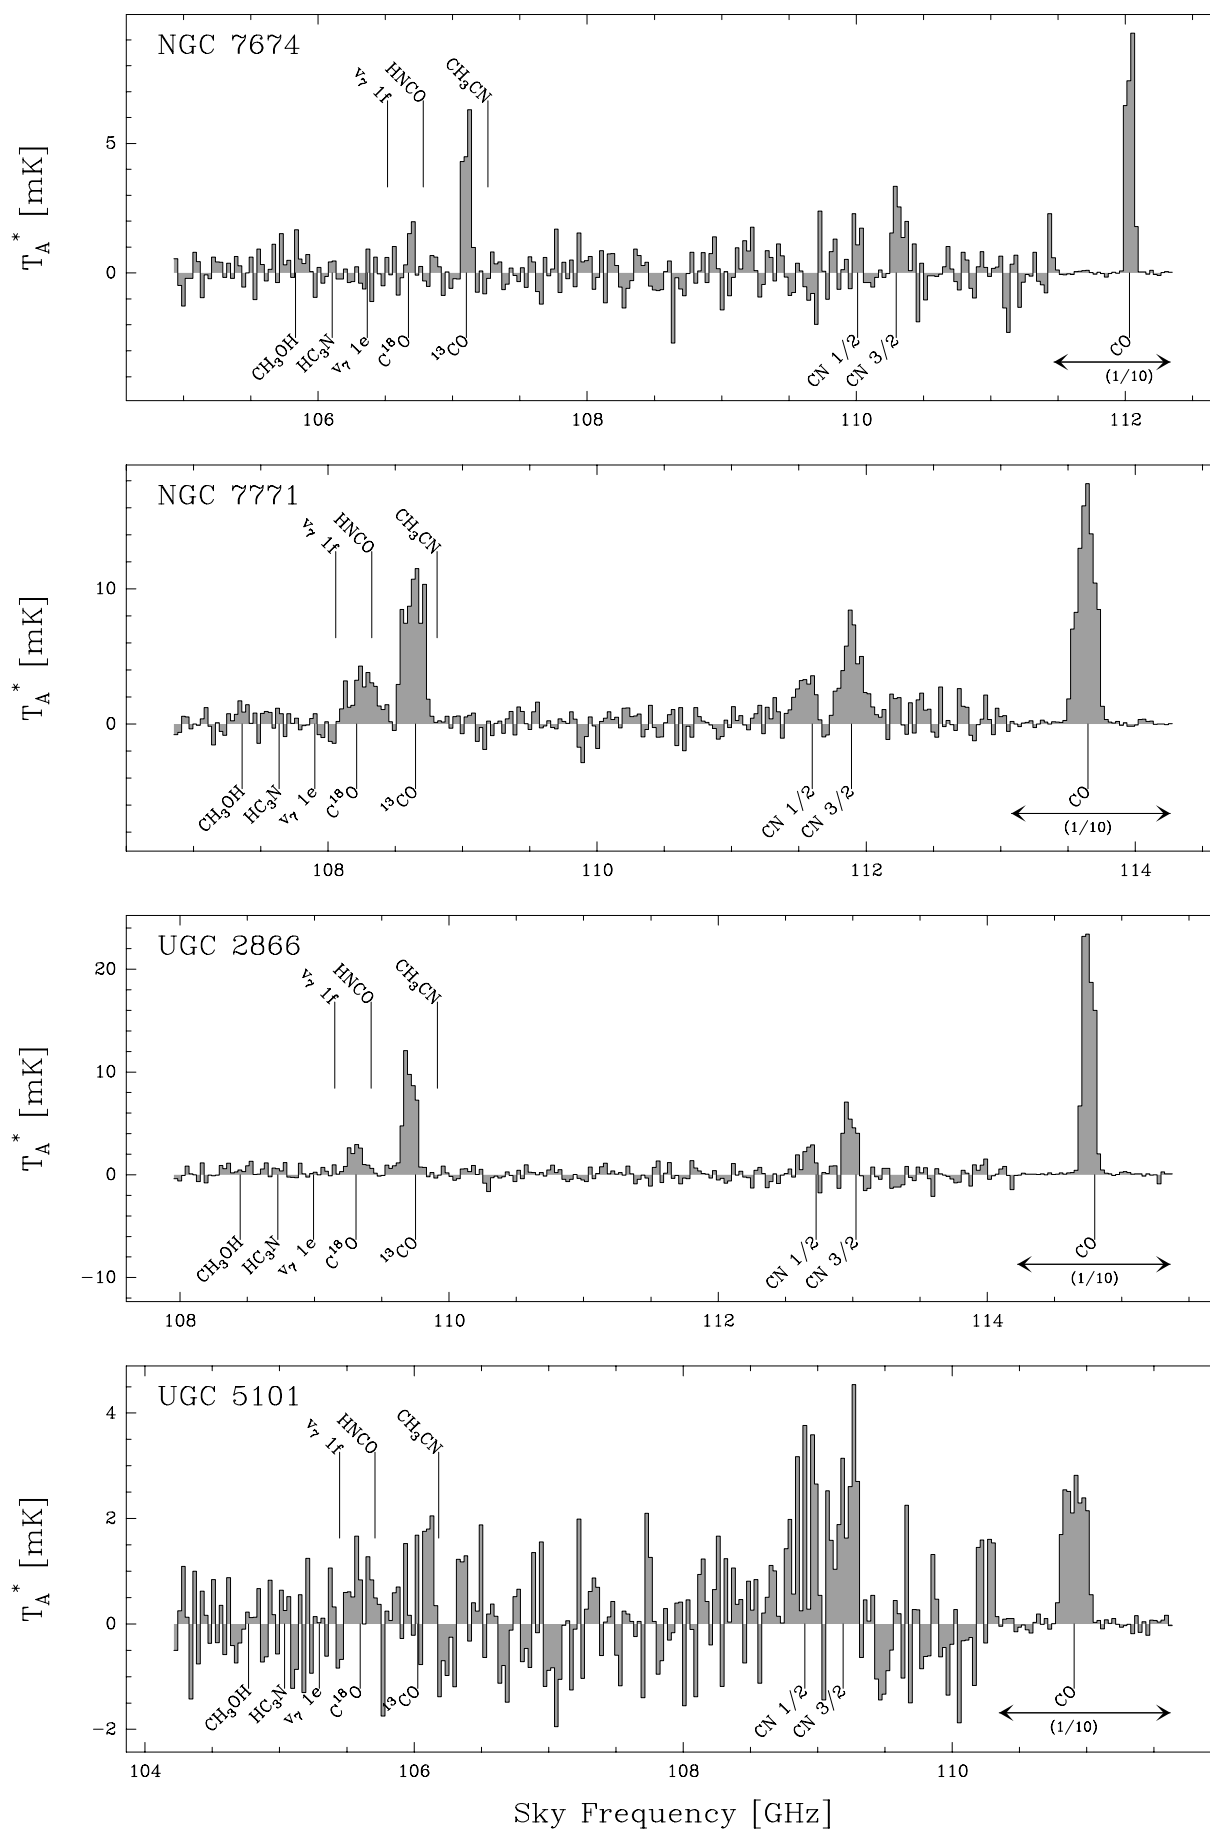 NGC 7674
v₇ 1f HNCO CH₃CN
5
0
T_A^* [mK]
CH₃OH HC₃N v₇ 1e C¹⁸O ¹³CO CN 1/2 CN 3/2 CO
(1/10)
106 108 110 112
NGC 7771
v₇ 1f HNCO CH₃CN
10
0
T_A^* [mK]
CH₃OH HC₃N v₇ 1e C¹⁸O ¹³CO CN 1/2 CN 3/2 CO
(1/10)
108 110 112 114
UGC 2866
v₇ 1f HNCO CH₃CN
20
10
0
−10
T_A^* [mK]
CH₃OH HC₃N v₇ 1e C¹⁸O ¹³CO CN 1/2 CN 3/2 CO
(1/10)
108 110 112 114
UGC 5101
v₇ 1f HNCO CH₃CN
4
2
0
−2
T_A^* [mK]
CH₃OH HC₃N v₇ 1e C¹⁸O ¹³CO CN 1/2 CN 3/2 CO
(1/10)
104 106 108 110
Sky Frequency [GHz]